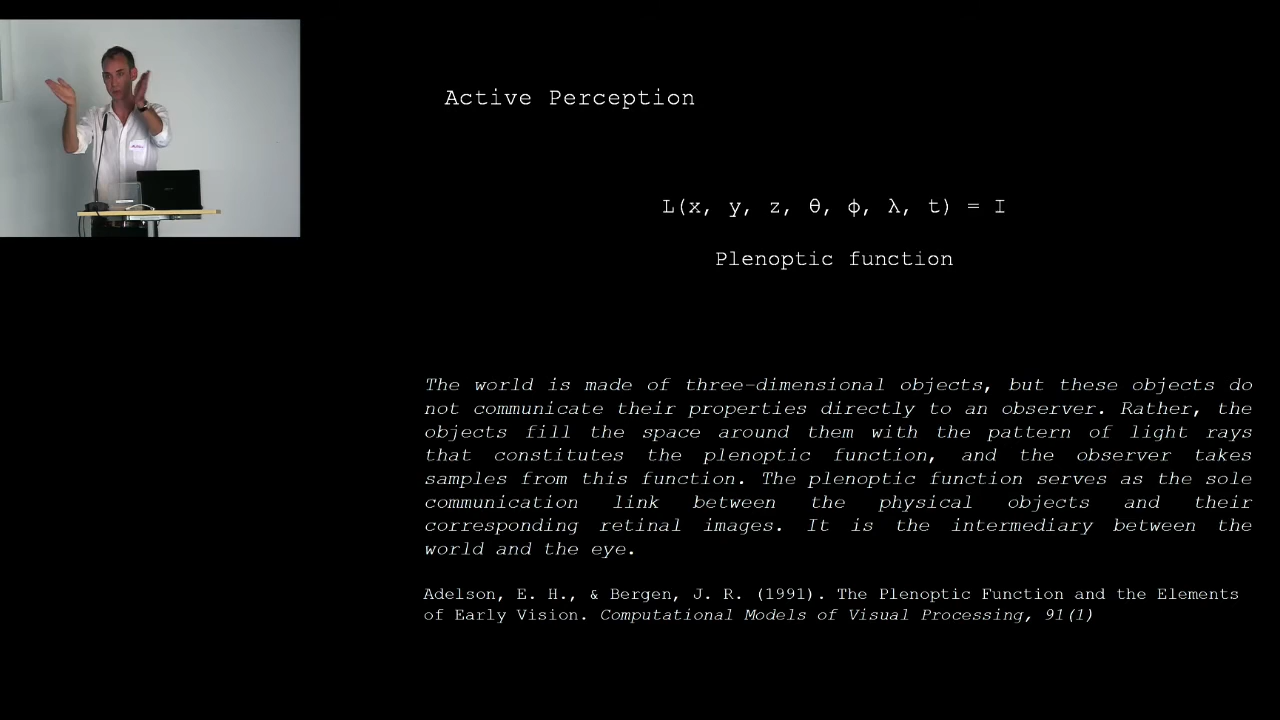 Active Perception
L(x, y, z, θ, ϕ, λ, t) = I
Plenoptic function
The world is made of three-dimensional objects, but these objects do
not communicate their properties directly to an observer. Rather, the
objects fill the space around them with the pattern of light rays
that constitutes the plenoptic function, and the observer takes
samples from this function. The plenoptic function serves as the sole
communication link between the physical objects and their
corresponding retinal images. It is the intermediary between the
world and the eye.
Adelson, E. H., & Bergen, J. R. (1991). The Plenoptic Function and the Elements
of Early Vision. Computational Models of Visual Processing, 91(1)